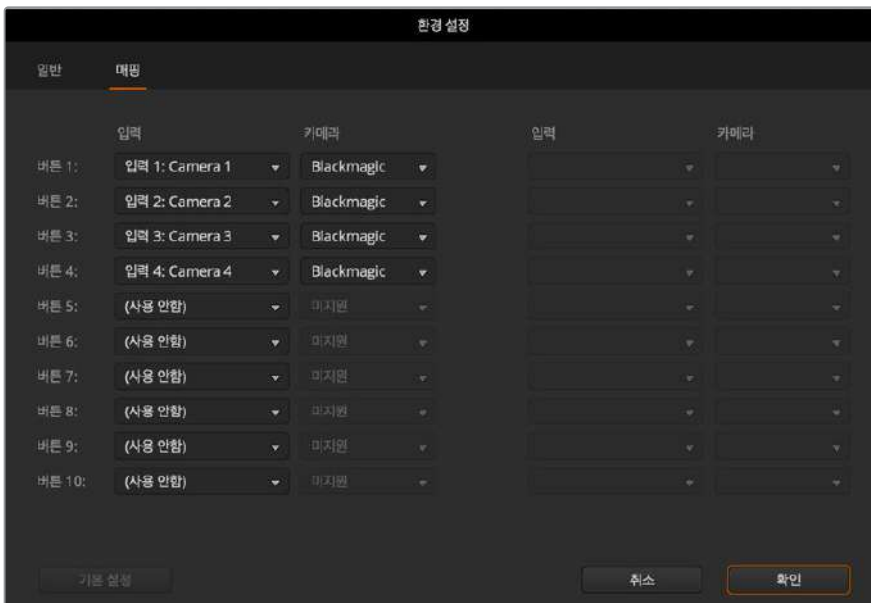 환경 설정
일반 매핑
입력 카메라 입력 카메라
버튼 1: 입력 1: Camera 1 Blackmagic
버튼 2: 입력 2: Camera 2 Blackmagic
버튼 3: 입력 3: Camera 3 Blackmagic
버튼 4: 입력 4: Camera 4 Blackmagic
버튼 5: (사용 안함) 미지원
버튼 6: (사용 안함) 미지원
버튼 7: (사용 안함) 미지원
버튼 8: (사용 안함) 미지원
버튼 9: (사용 안함) 미지원
버튼 10: (사용 안함) 미지원
기본 설정 취소 확인